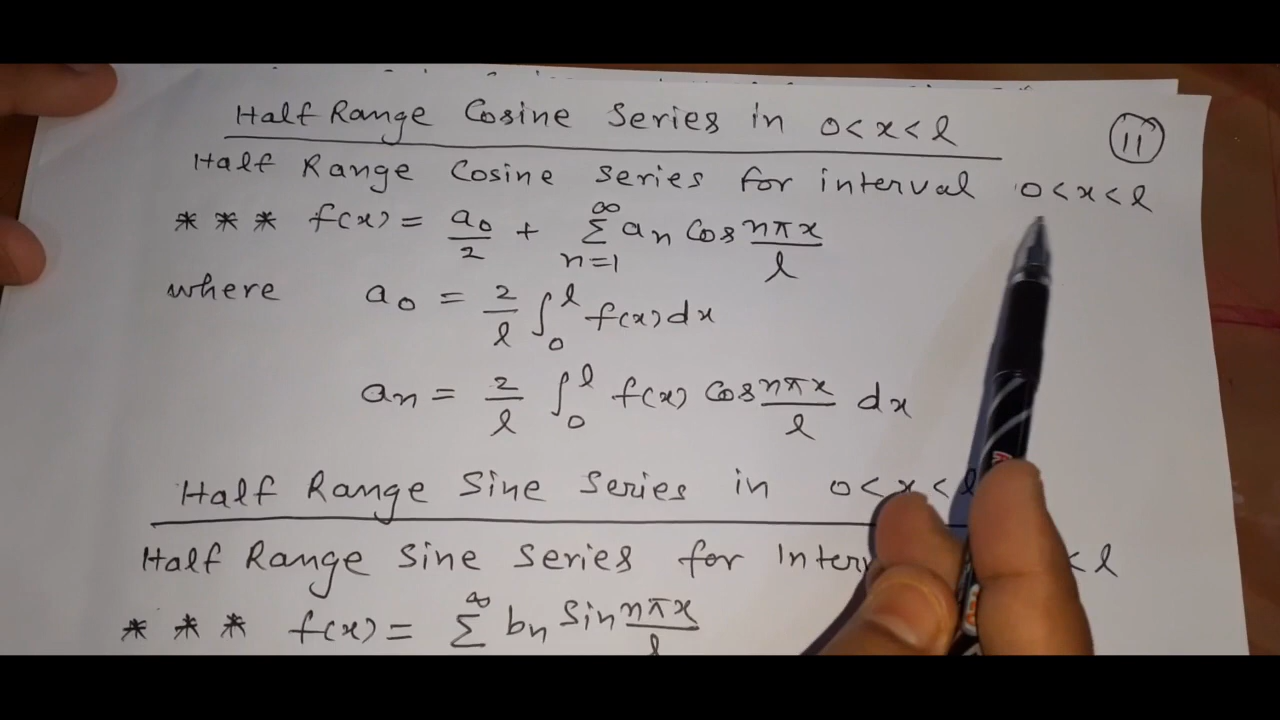 Half Range Cosine Series in 0<x<l
11
Half Range Cosine Series for interval 0<x<l
*** f(x) = a0/2 + ∞Σn=1 an Cos nπx/l
where a0 = 2/l ∫0^l f(x)dx
an = 2/l ∫0^l f(x) Cos nπx/l dx
Half Range Sine Series in 0<x<l
Half Range Sine Series for <l
*** f(x) = ∞Σ bn Sin nπx/l